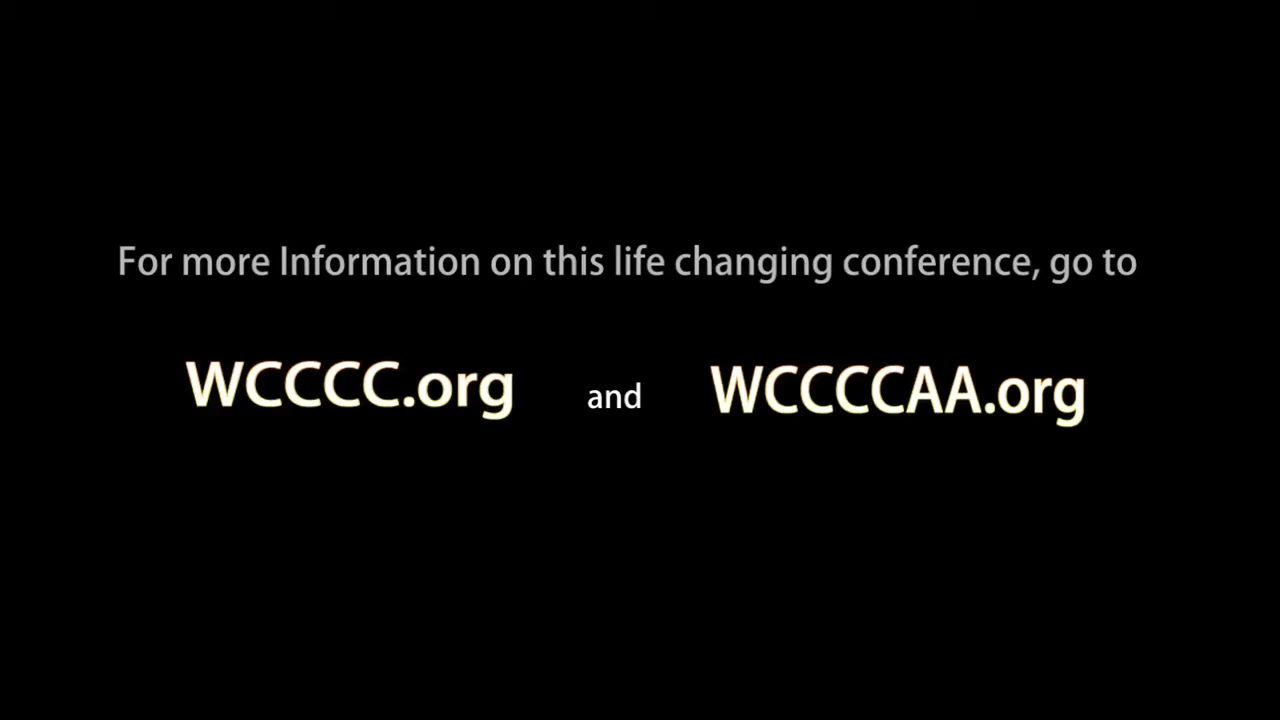 For more Information on this life changing conference, go to
WCCCC.org and WCCCCAA.org